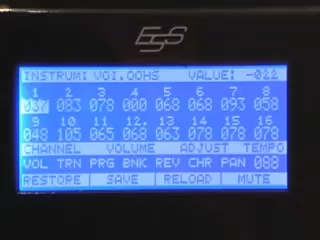 ESS
INSTRUM: VOI.OOHS VALUE: -022
1 2 3 4 5 6 7 8
037 083 078 000 068 068 093 058
9 10 11 12. 13 14 15 16
048 105 065 068 063 078 078 078
CHANNEL VOLUME ADJUST TEMPO
VOL TRN PRG BNK REV CHR PAN 088
RESTORE SAVE RELOAD MUTE